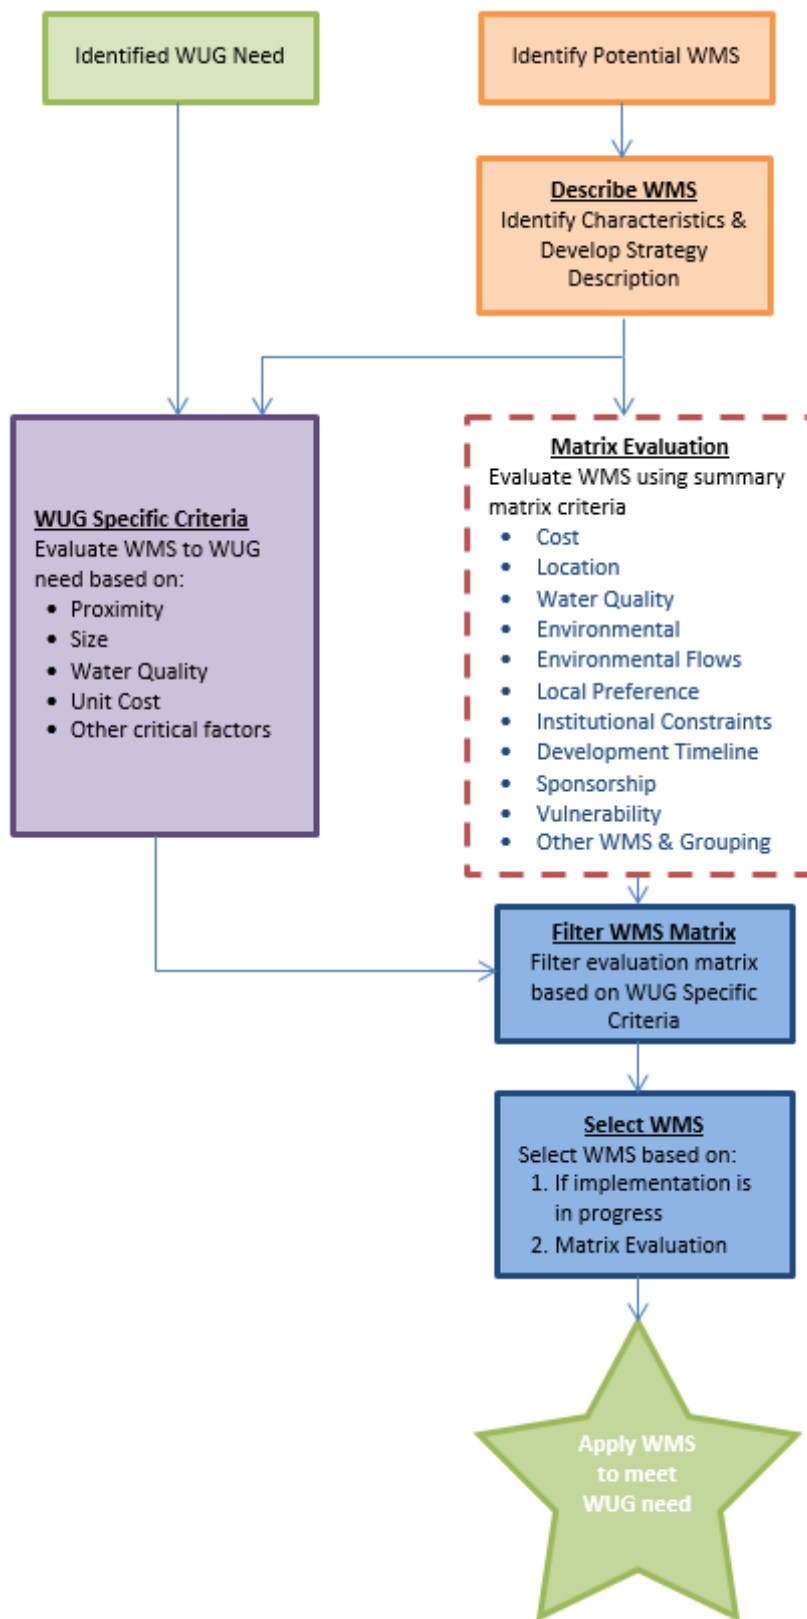 Identified WUG Need
Identify Potential WMS
Describe WMS
Identify Characteristics &
Develop Strategy
Description
WUG Specific Criteria
Evaluate WMS to WUG
need based on:
• Proximity
• Size
• Water Quality
• Unit Cost
• Other critical factors
Matrix Evaluation
Evaluate WMS using summary
matrix criteria
• Cost
• Location
• Water Quality
• Environmental
• Environmental Flows
• Local Preference
• Institutional Constraints
• Development Timeline
• Sponsorship
• Vulnerability
• Other WMS & Grouping
Filter WMS Matrix
Filter evaluation matrix
based on WUG Specific
Criteria
Select WMS
Select WMS based on:
1. If implementation is
in progress
2. Matrix Evaluation
Apply WMS
to meet
WUG need